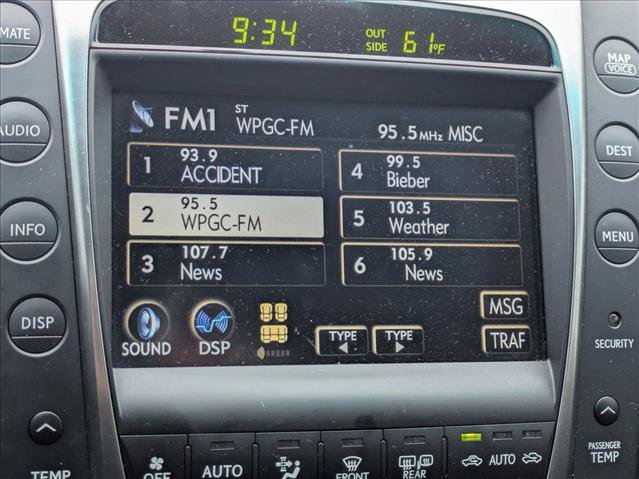 9:34 OUT SIDE 61°F
MATE
MAP
VOICE
AUDIO
DEST
INFO
MENU
DISP
SECURITY
FM1 ST WPGC-FM 95.5MHz MISC
1 93.9 ACCIDENT
4 99.5 Bieber
2 95.5 WPGC-FM
5 103.5 Weather
3 107.7 News
6 105.9 News
SOUND
DSP
TYPE
TYPE
MSG
TRAF
TEMP
PASSENGER
TEMP
OFF
AUTO
FRONT
REAR
AUTO